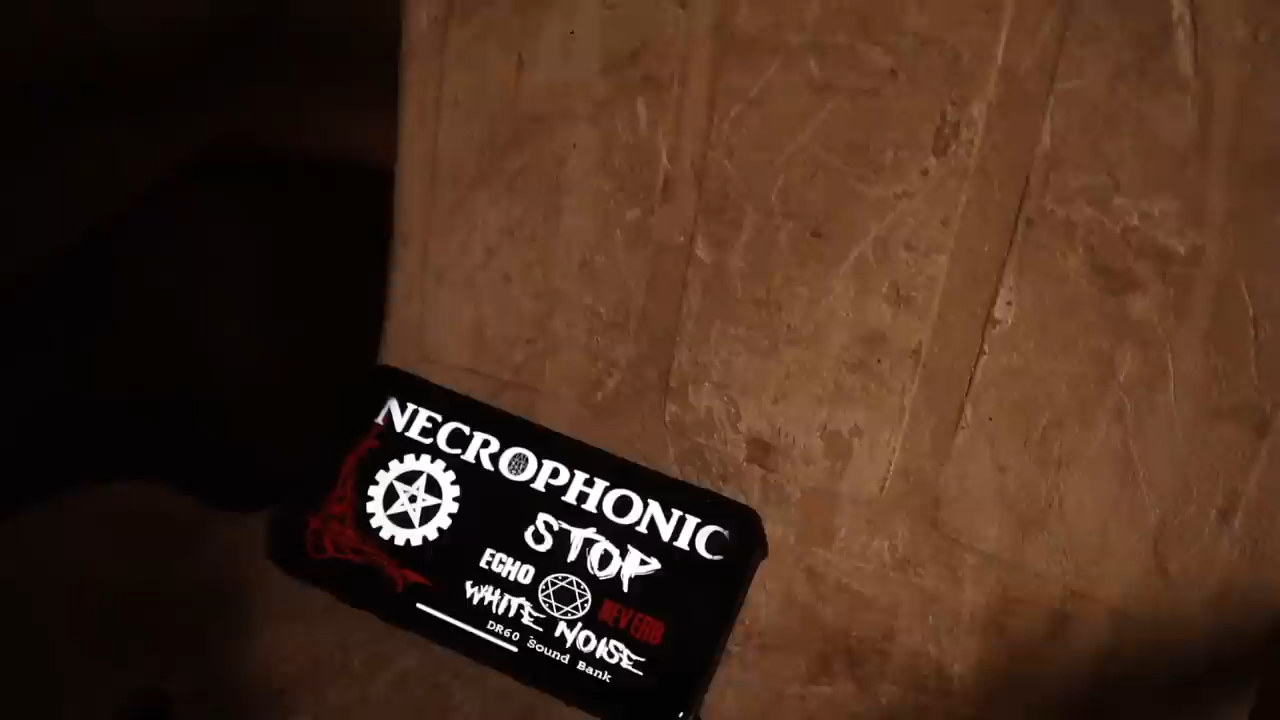 NECROPHONIC
STOP
ECHO
REVERB
WHITE NOISE
DR60 Sound Bank